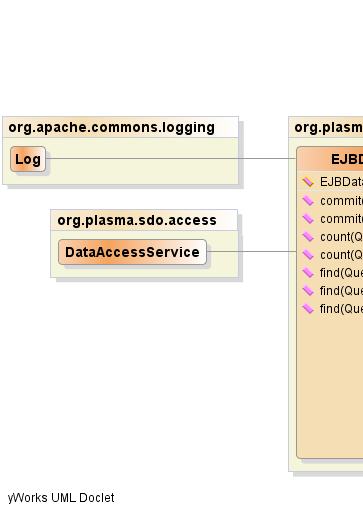 org.apache.commons.logging
Log
org.plasma.sdo.access
DataAccessService
org.plasm
EJBD
EJBData
commit(
commit(
count(Q
count(Q
find(Que
find(Que
find(Que
yWorks UML Doclet